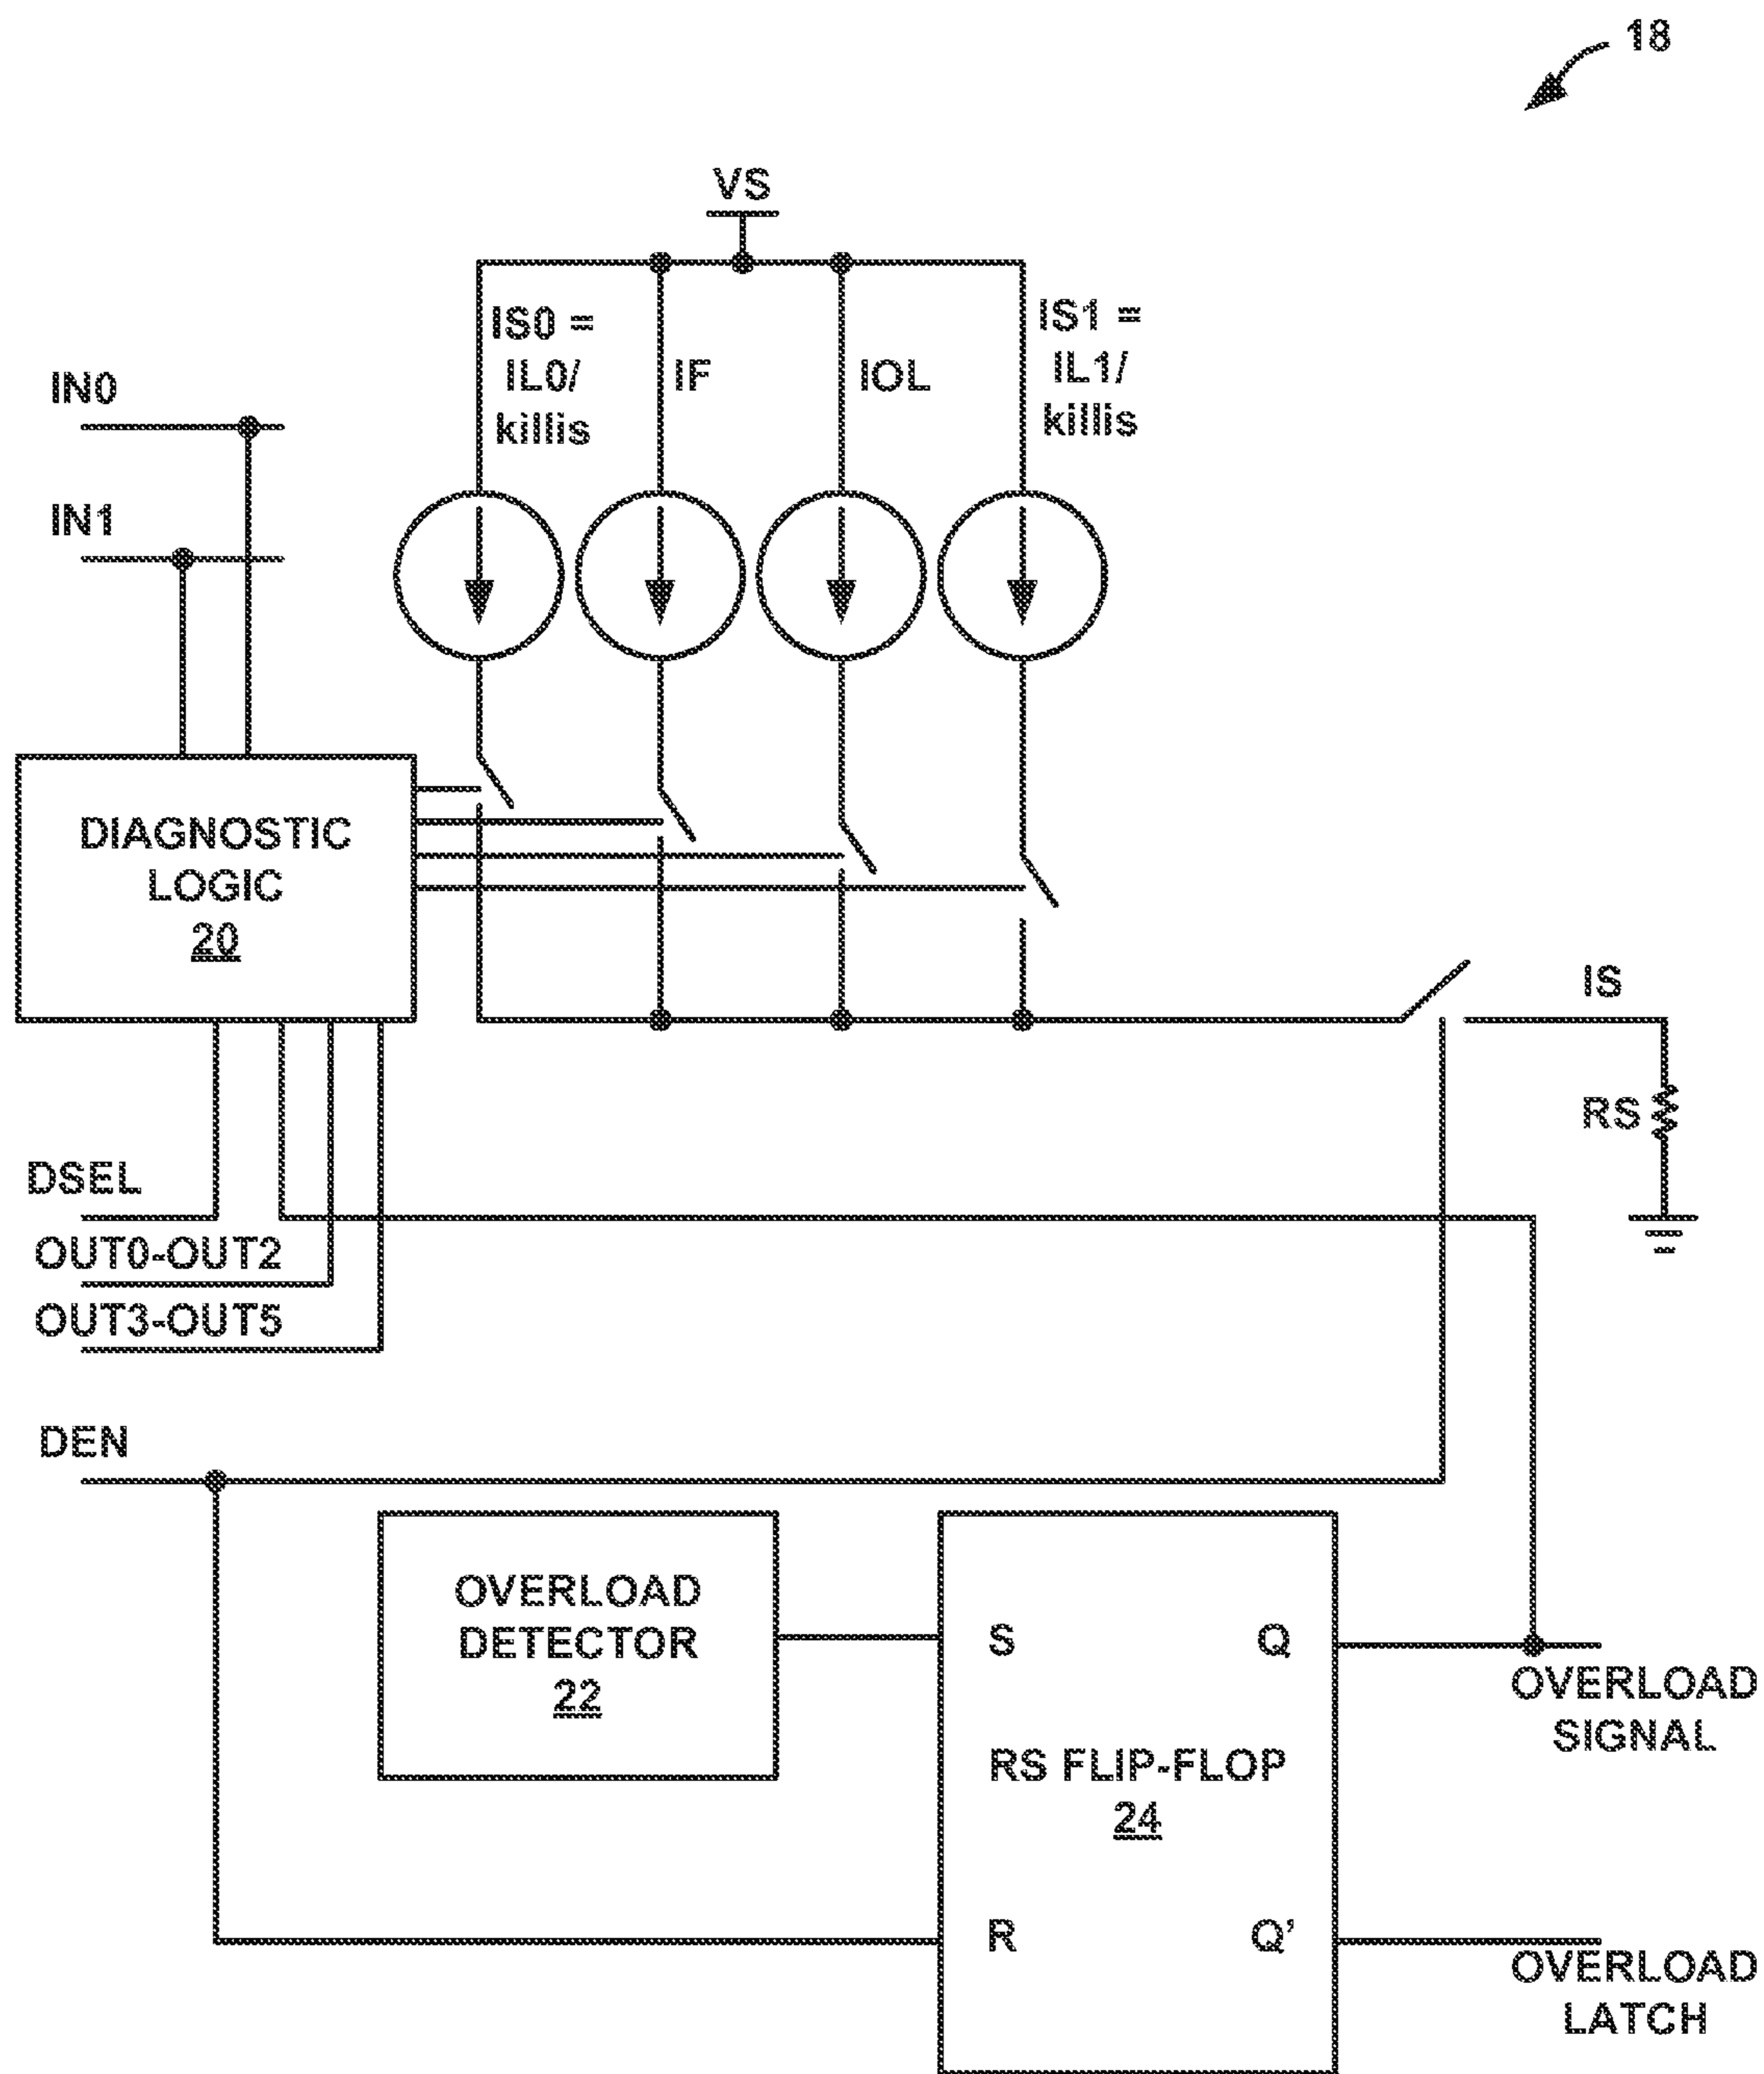 18
VS
IS0 =
IL0/
killis
IF
IOL
IS1 =
IL1/
killis
IN0
IN1
DIAGNOSTIC
LOGIC
20
IS
RS
DSEL
OUT0-OUT2
OUT3-OUT5
DEN
OVERLOAD
DETECTOR
22
S
Q
RS FLIP-FLOP
24
R
Q'
OVERLOAD
SIGNAL
OVERLOAD
LATCH